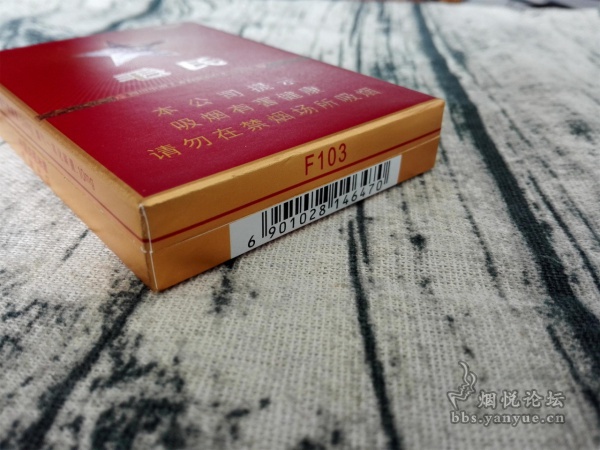 本公司提示
吸烟有害健康
请勿在禁烟场所吸烟
F103
6 901028 146470
烟悦论坛
bbs.yanyue.cn